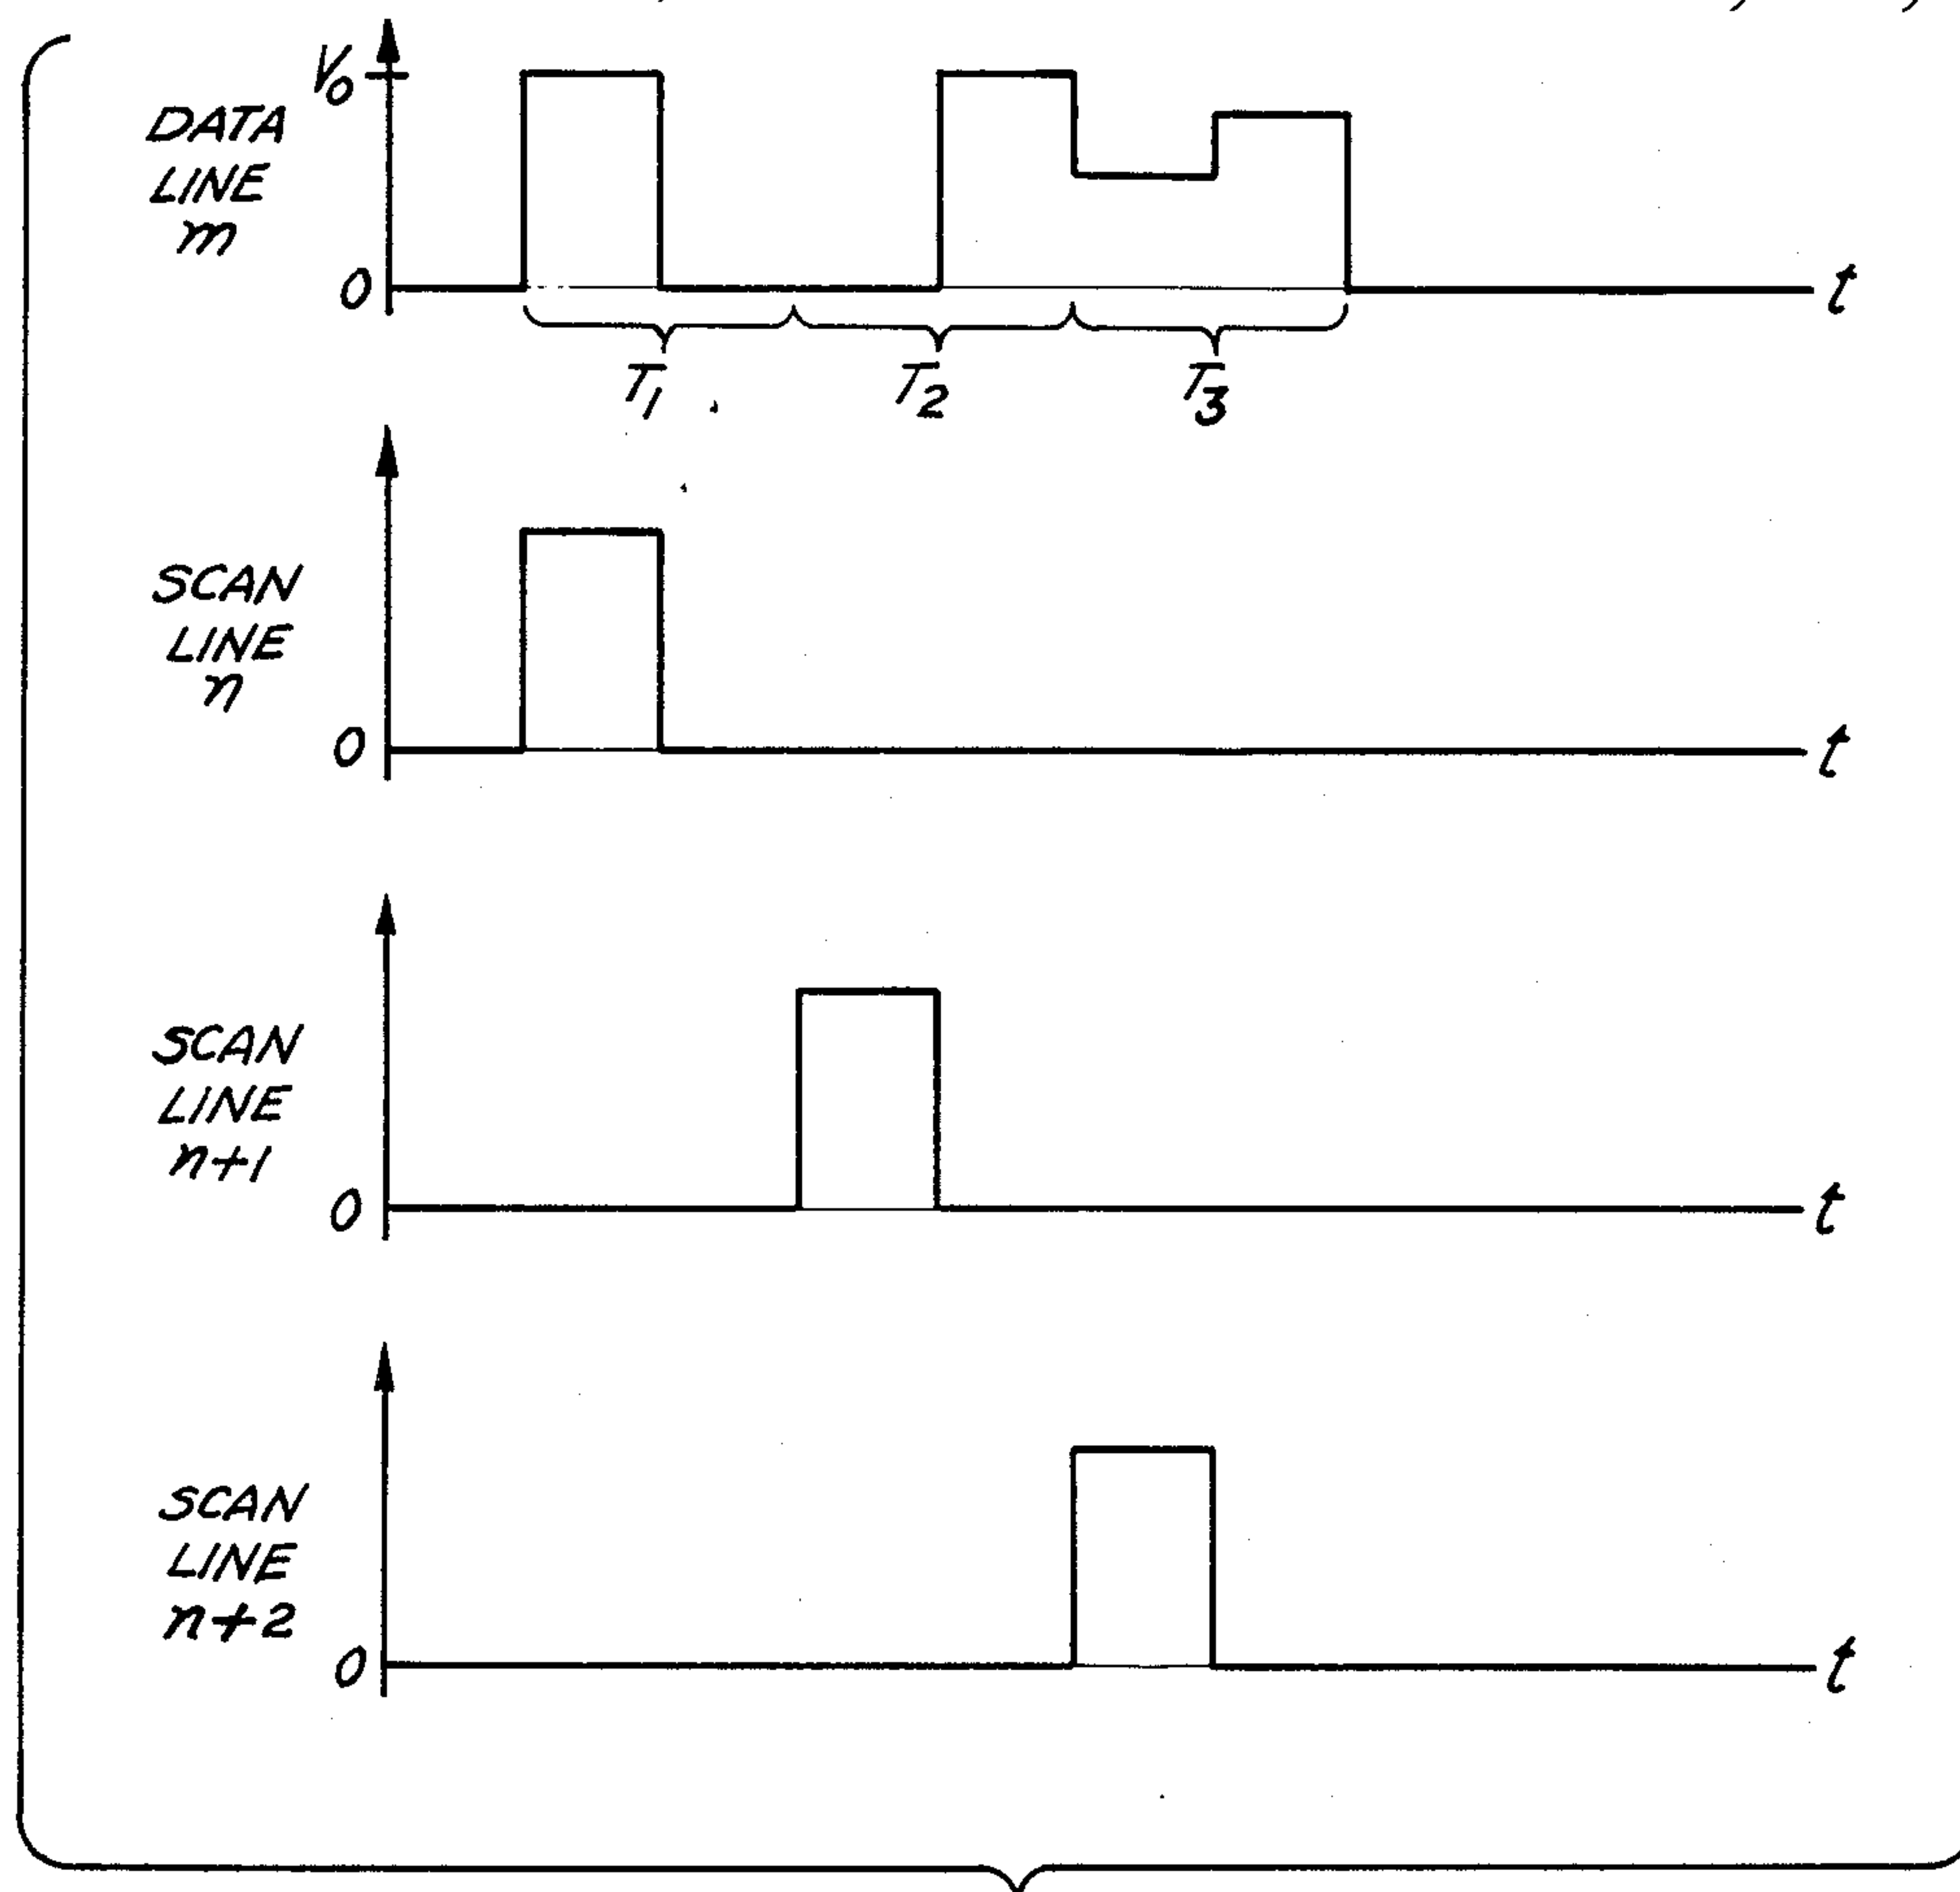 V₀
DATA
LINE
m
0
t
T₁
T₂
T₃
SCAN
LINE
n
0
t
SCAN
LINE
n+1
0
t
SCAN
LINE
n+2
0
t